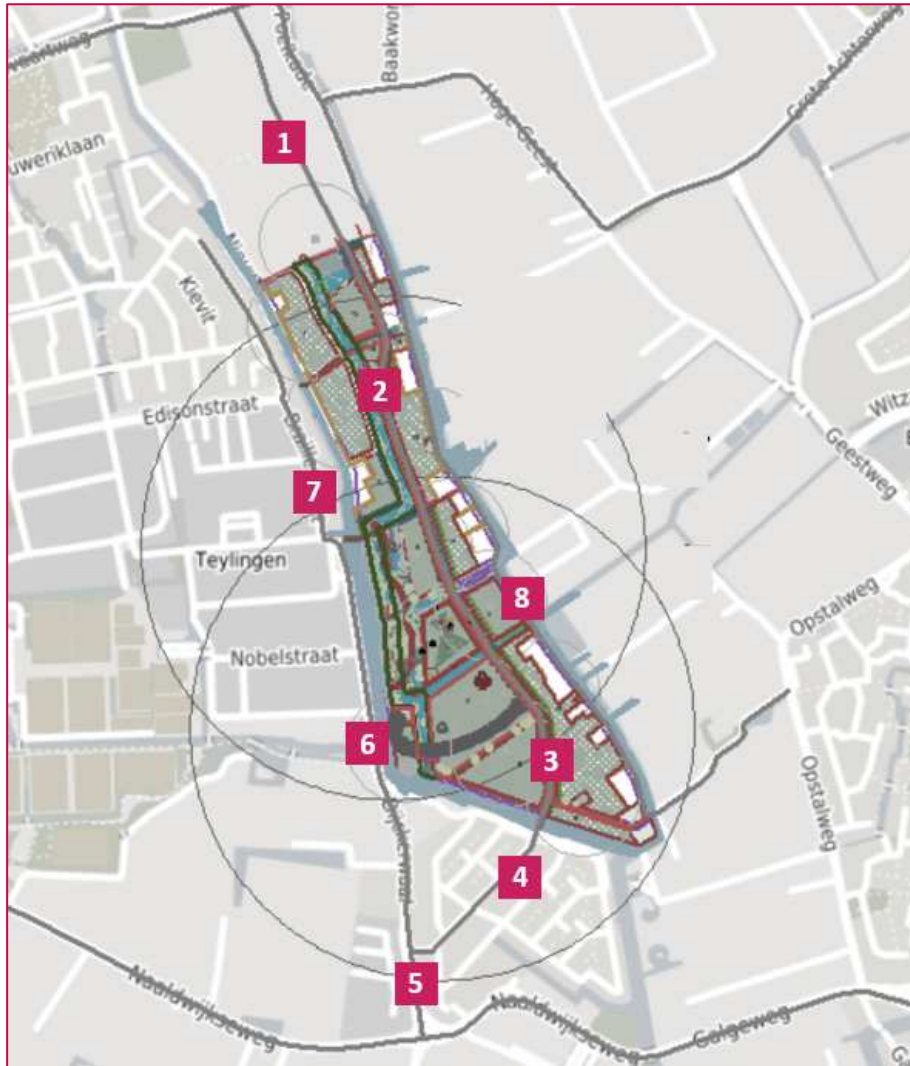 Poelkade
Baakwo
uweriklaan
Hoge Geest
Grote Achterweg
1
Kievit
Edisonstraat
2
Witz
Geestweg
7
Teylingen
8
Opstalweg
Nobelstraat
6
3
Opstalweg
4
5
Naaldwijkseweg
Naaldwijkseweg
Galgeweg